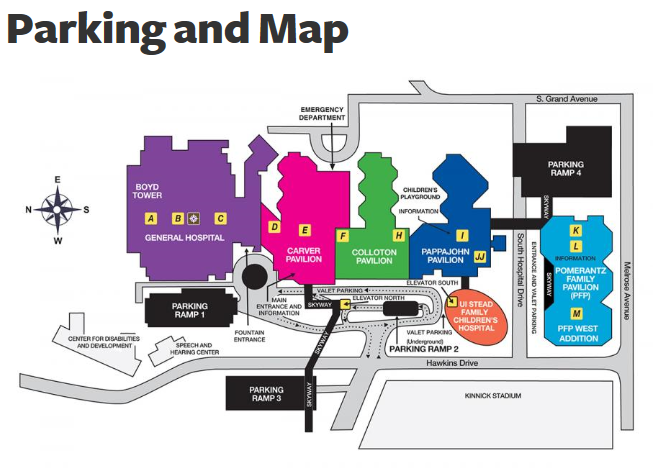 Parking and Map
S. Grand Avenue
EMERGENCY
DEPARTMENT
PARKING
RAMP 4
E
N
S
W
BOYD
TOWER
A
B
C
GENERAL HOSPITAL
D
E
CARVER
PAVILION
F
H
COLLOTON
PAVILION
CHILDREN'S
PLAYGROUND
INFORMATION
I
JJ
PAPPAJOHN
PAVILION
SKYWAY
K
L
INFORMATION
POMERANTZ
FAMILY
PAVILION
(PFP)
M
PFP WEST
ADDITION
SKYWAY
ENTRANCE AND VALET PARKING
South Hospital Drive
Melrose Avenue
ELEVATOR SOUTH
VALET PARKING
ELEVATOR NORTH
SKYWAY
MAIN
ENTRANCE AND
INFORMATION
PARKING
RAMP 1
FOUNTAIN
ENTRANCE
UI STEAD
FAMILY
CHILDREN'S
HOSPITAL
VALET PARKING
(Underground)
PARKING RAMP 2
CENTER FOR DISABILITIES
AND DEVELOPMENT
SPEECH AND
HEARING CENTER
SKYWAY
Hawkins Drive
PARKING
RAMP 3
SKYWAY
KINNICK STADIUM